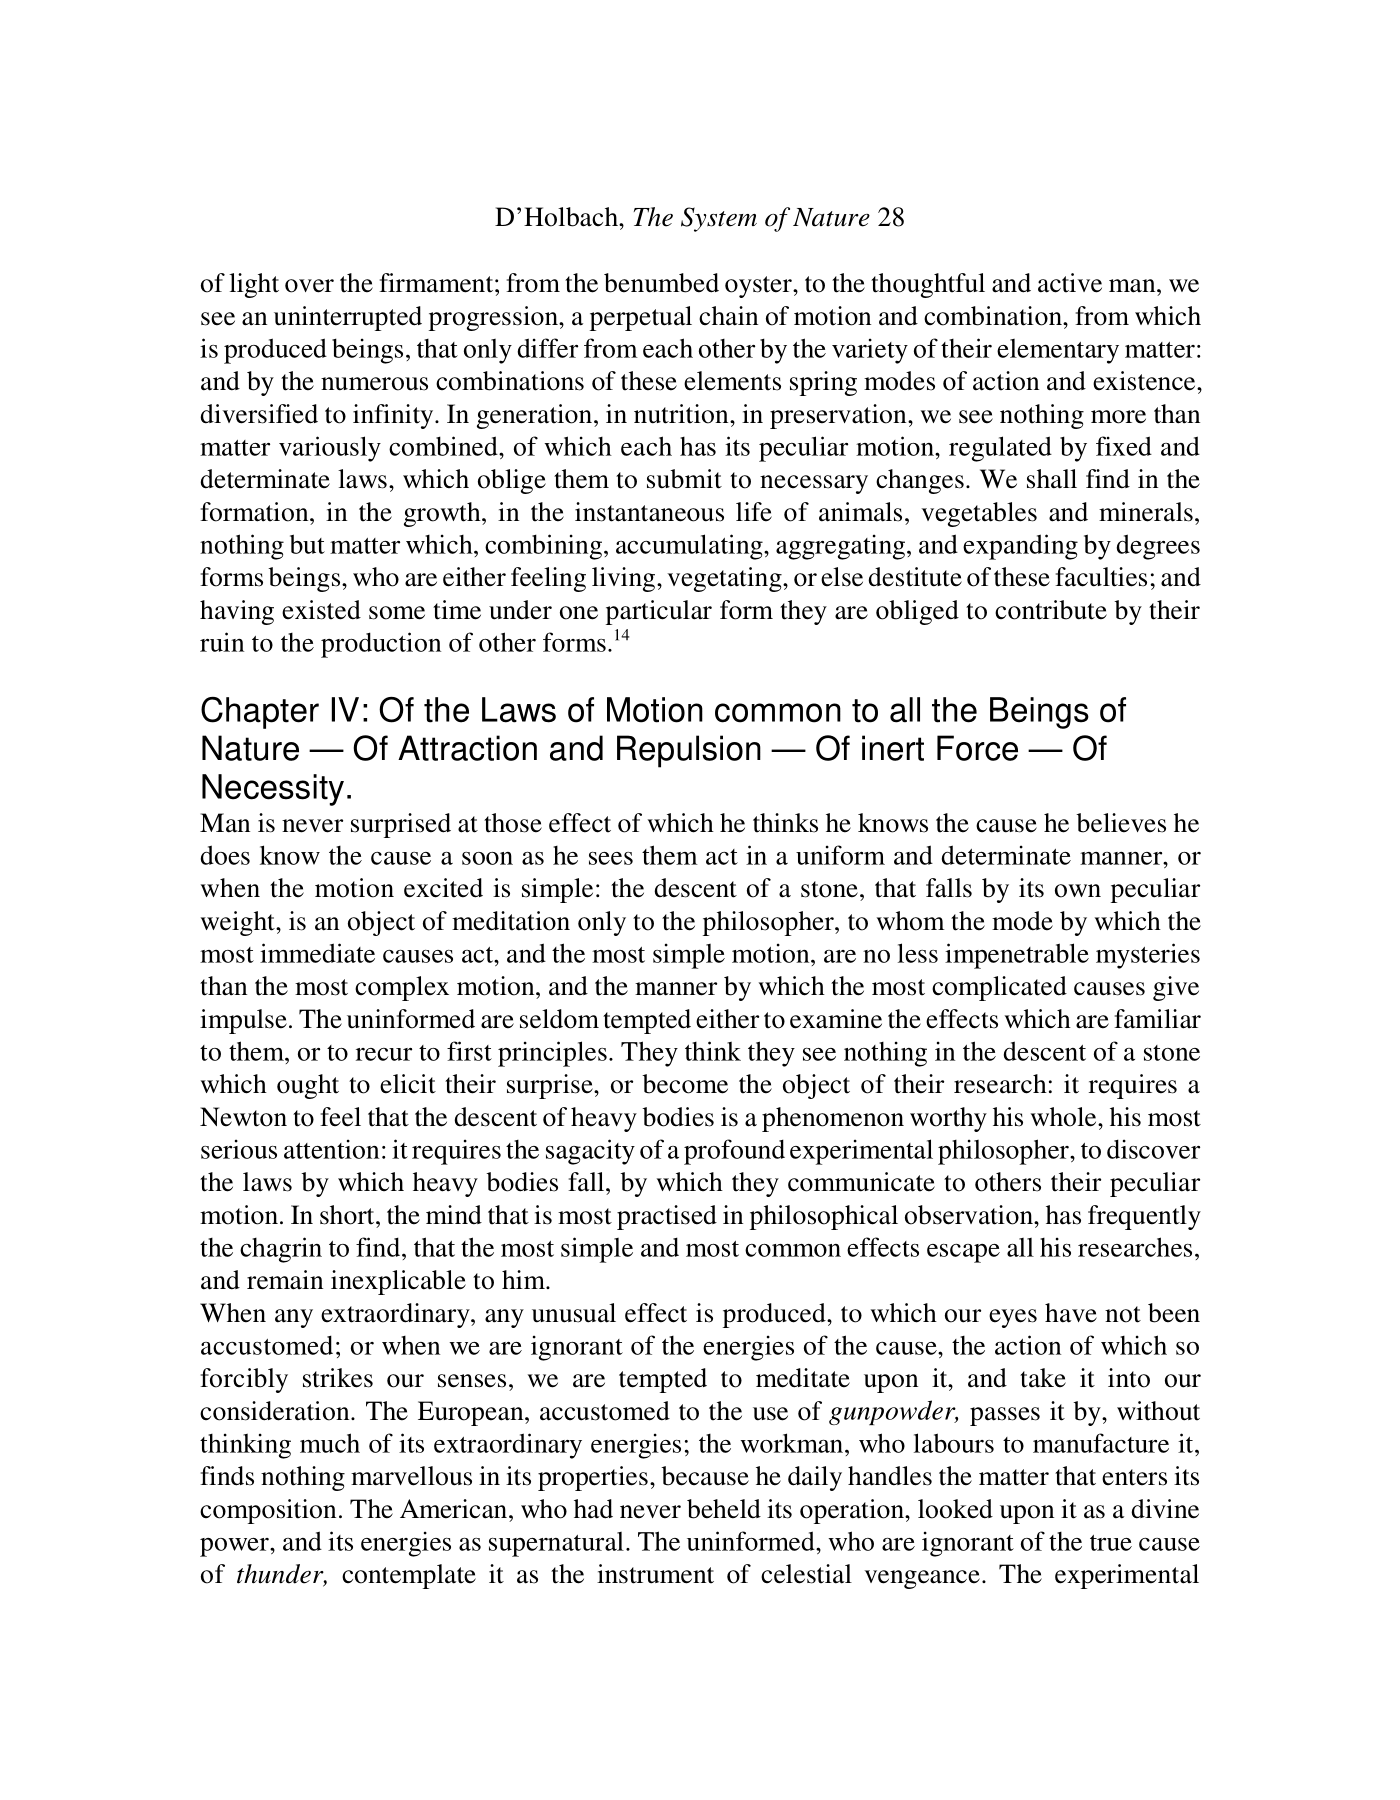 D’Holbach, The System of Nature 28
of light over the firmament; from the benumbed oyster, to the thoughtful and active man, we
see an uninterrupted progression, a perpetual chain of motion and combination, from which
is produced beings, that only differ from each other by the variety of their elementary matter:
and by the numerous combinations of these elements spring modes of action and existence,
diversified to infinity. In generation, in nutrition, in preservation, we see nothing more than
matter variously combined, of which each has its peculiar motion, regulated by fixed and
determinate laws, which oblige them to submit to necessary changes. We shall find in the
formation, in the growth, in the instantaneous life of animals, vegetables and minerals,
nothing but matter which, combining, accumulating, aggregating, and expanding by degrees
forms beings, who are either feeling living, vegetating, or else destitute of these faculties; and
having existed some time under one particular form they are obliged to contribute by their
ruin to the production of other forms.14
Chapter IV: Of the Laws of Motion common to all the Beings of
Nature — Of Attraction and Repulsion — Of inert Force — Of
Necessity.
Man is never surprised at those effect of which he thinks he knows the cause he believes he
does know the cause a soon as he sees them act in a uniform and determinate manner, or
when the motion excited is simple: the descent of a stone, that falls by its own peculiar
weight, is an object of meditation only to the philosopher, to whom the mode by which the
most immediate causes act, and the most simple motion, are no less impenetrable mysteries
than the most complex motion, and the manner by which the most complicated causes give
impulse. The uninformed are seldom tempted either to examine the effects which are familiar
to them, or to recur to first principles. They think they see nothing in the descent of a stone
which ought to elicit their surprise, or become the object of their research: it requires a
Newton to feel that the descent of heavy bodies is a phenomenon worthy his whole, his most
serious attention: it requires the sagacity of a profound experimental philosopher, to discover
the laws by which heavy bodies fall, by which they communicate to others their peculiar
motion. In short, the mind that is most practised in philosophical observation, has frequently
the chagrin to find, that the most simple and most common effects escape all his researches,
and remain inexplicable to him.
When any extraordinary, any unusual effect is produced, to which our eyes have not been
accustomed; or when we are ignorant of the energies of the cause, the action of which so
forcibly strikes our senses, we are tempted to meditate upon it, and take it into our
consideration. The European, accustomed to the use of gunpowder, passes it by, without
thinking much of its extraordinary energies; the workman, who labours to manufacture it,
finds nothing marvellous in its properties, because he daily handles the matter that enters its
composition. The American, who had never beheld its operation, looked upon it as a divine
power, and its energies as supernatural. The uninformed, who are ignorant of the true cause
of thunder, contemplate it as the instrument of celestial vengeance. The experimental